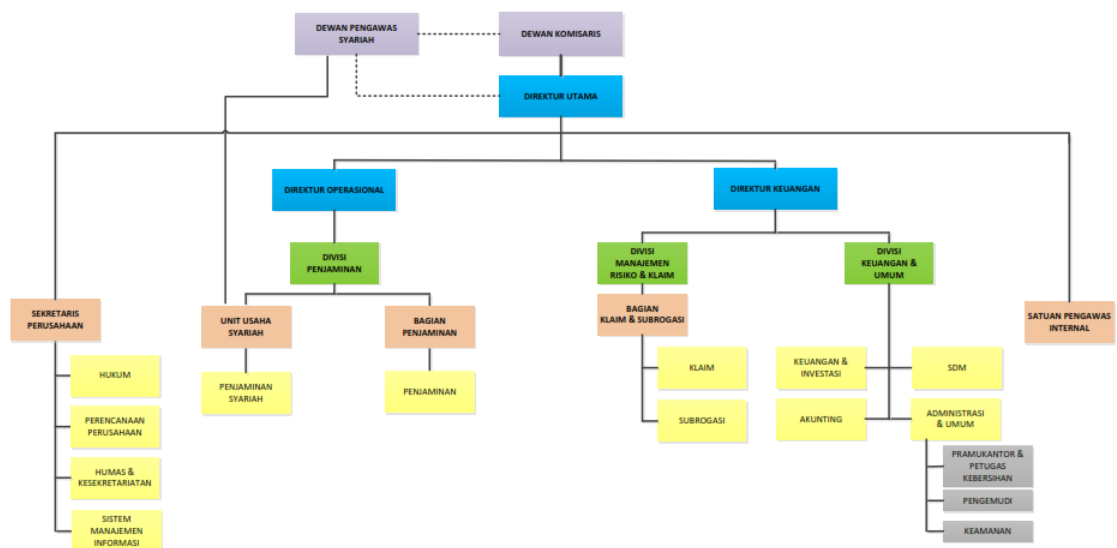 DEWAN PENGAWAS
SYARIAH
DEWAN KOMISARIS
DIREKTUR UTAMA
DIREKTUR OPERASIONAL
DIREKTUR KEUANGAN
DIVISI
PENJAMINAN
DIVISI
MANAJEMEN
RISIKO & KLAIM
DIVISI
KEUANGAN &
UMUM
SEKRETARIS
PERUSAHAAN
UNIT USAHA
SYARIAH
BAGIAN
PENJAMINAN
BAGIAN
KLAIM & SUBROGASI
SATUAN PENGAWAS
INTERNAL
HUKUM
PERENCANAAN
PERUSAHAAN
HUMAS &
KESEKRETARIATAN
SISTEM
MANAJEMEN
INFORMASI
PENJAMINAN
SYARIAH
PENJAMINAN
KLAIM
SUBROGASI
KEUANGAN &
INVESTASI
SDM
AKUNTING
ADMINISTRASI
& UMUM
PRAMUKANTOR &
PETUGAS
KEBERSIHAN
PENGEMUDI
KEAMANAN